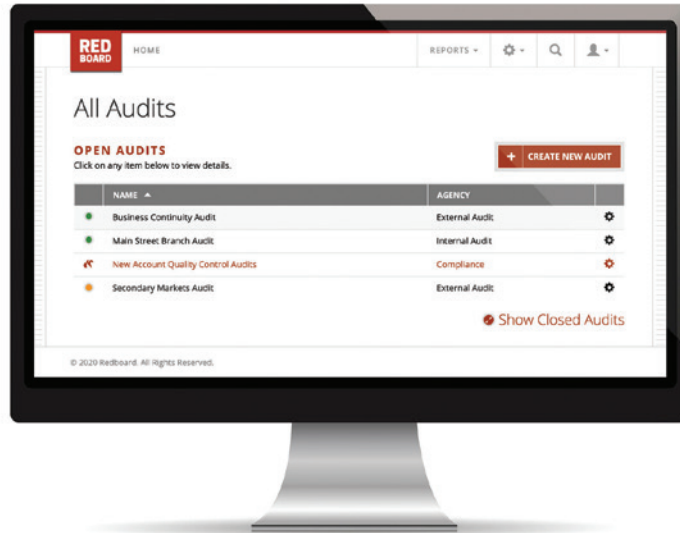 RED
BOARD
HOME
REPORTS
All Audits
OPEN AUDITS
Click on any item below to view details.
+ CREATE NEW AUDIT
NAME AGENCY
Business Continuity Audit External Audit
Main Street Branch Audit Internal Audit
New Account Quality Control Audits Compliance
Secondary Markets Audit External Audit
Show Closed Audits
© 2020 Redboard. All Rights Reserved.